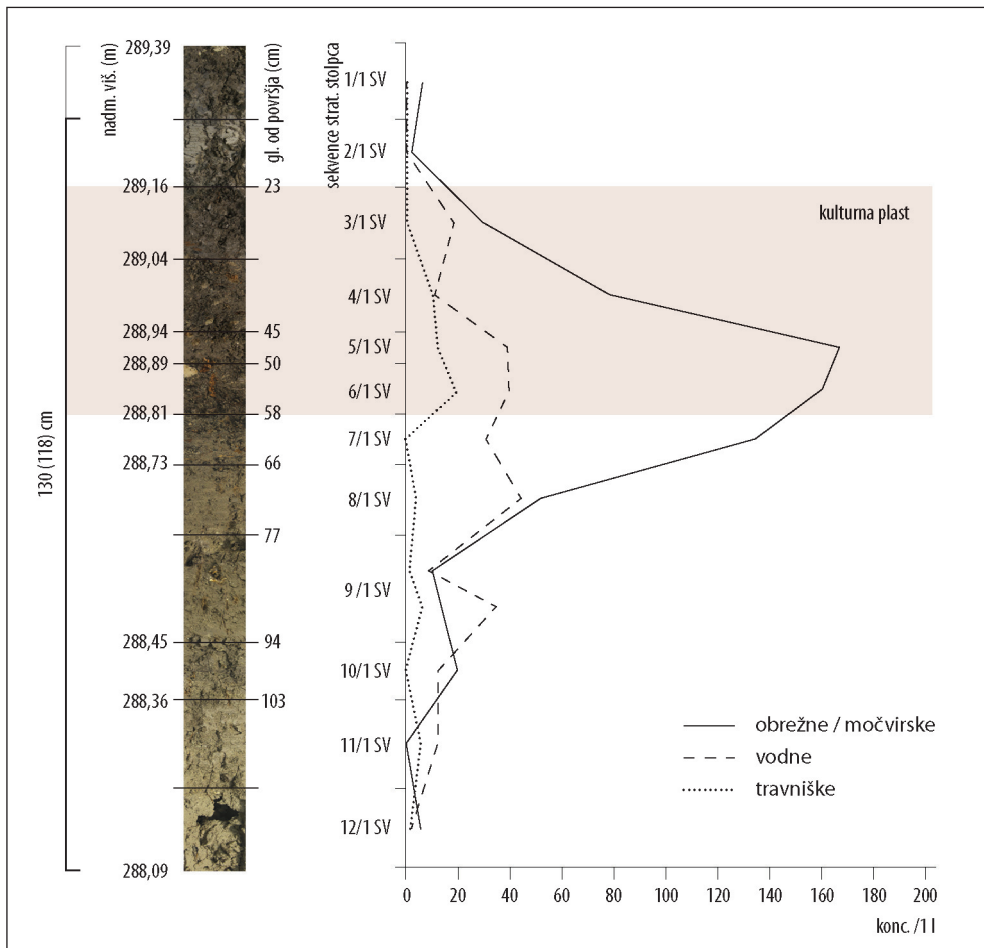 nadm. viš. (m)
gl. od površja (cm)
sekvence strat. stolpca
289,39
1/1 SV
2/1 SV
289,16 23
kulturna plast
3/1 SV
289,04
4/1 SV
288,94 45
5/1 SV
288,89 50
6/1 SV
288,81 58
7/1 SV
288,73 66
8/1 SV
77
9 /1 SV
288,45 94
10/1 SV
288,36 103
11/1 SV
12/1 SV
288,09
130 (118) cm
obrežne / močvirske
vodne
travniške
0 20 40 60 80 100 120 140 160 180 200
konc. /1 l